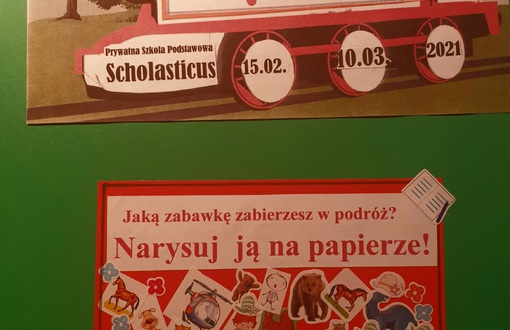 Prywatna Szkoła Podstawowa
Scholasticus
15.02. 10.03. 2021
Jaką zabawkę zabierzesz w podróż?
Narysuj ją na papierze!